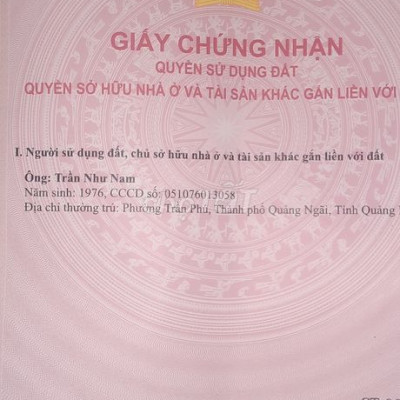 GIẤY CHỨNG NHẬN
QUYỀN SỬ DỤNG ĐẤT
QUYỀN SỞ HỮU NHÀ Ở VÀ TÀI SẢN KHÁC GẮN LIỀN VỚI
I. Người sử dụng đất, chủ sở hữu nhà ở và tài sản khác gắn liền với đất
Ông: Trần Như Nam
Năm sinh: 1976, CCCD số: 051076013058
Địa chỉ thường trú: Phường Trần Phú, Thành phố Quảng Ngãi, Tỉnh Quảng